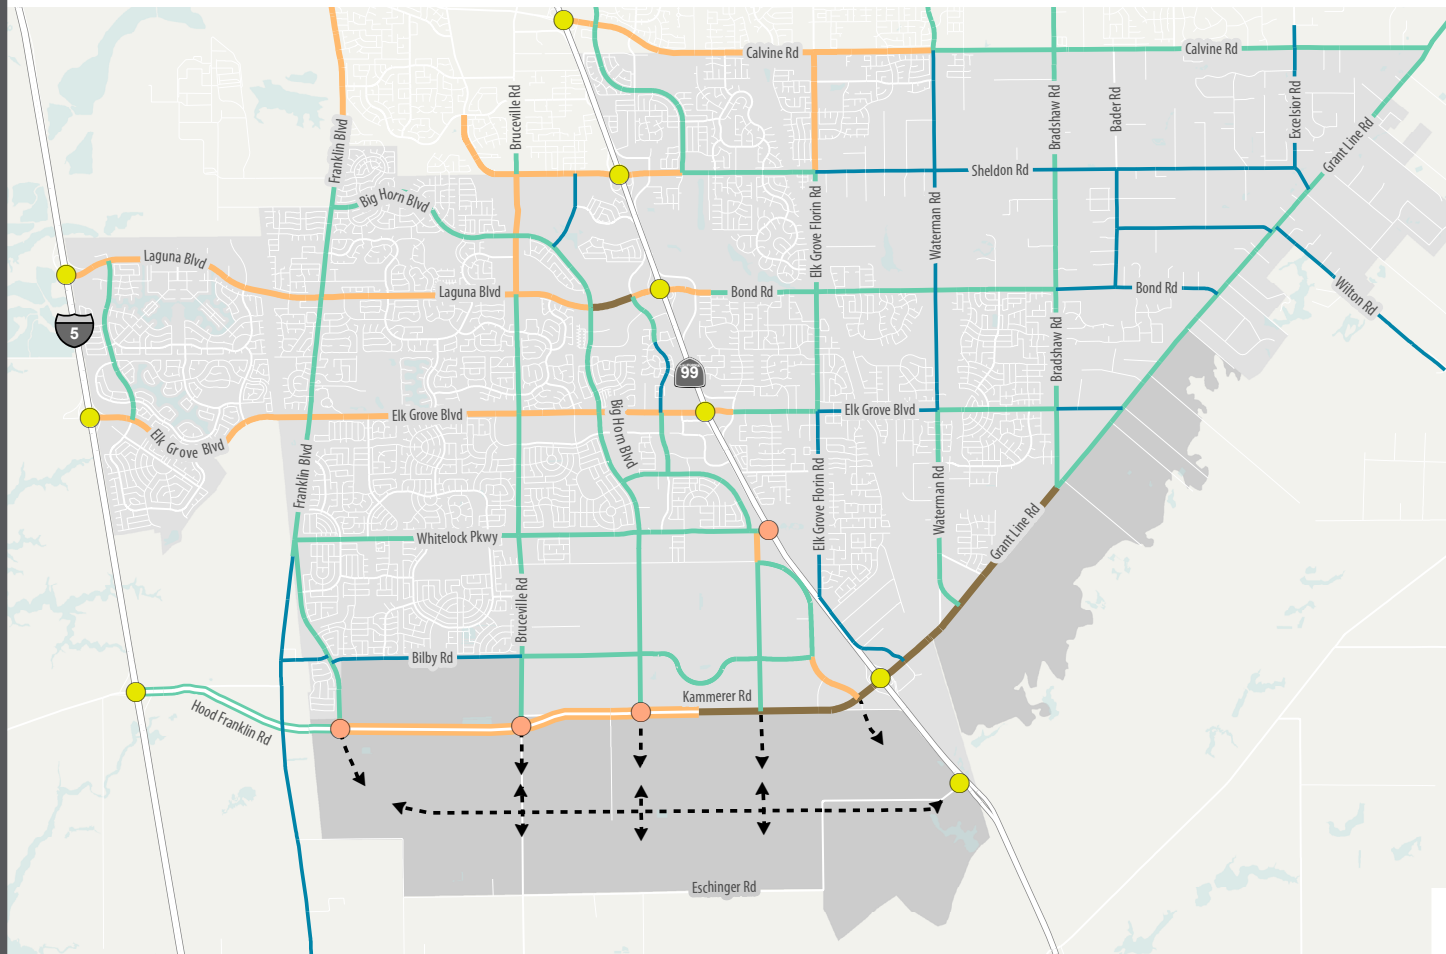 Calvine Rd
Calvine Rd
Bruceville Rd
Franklin Blvd
Bradshaw Rd
Bader Rd
Excelsior Rd
Grant Line Rd
Sheldon Rd
Big Horn Blvd
Elk Grove Florin Rd
Waterman Rd
Laguna Blvd
Laguna Blvd
Bond Rd
Bond Rd
Wilton Rd
5
99
Bradshaw Rd
Elk Grove Blvd
Elk Grove Blvd
Elk Grove Blvd
Big Horn Blvd
Franklin Blvd
Elk Grove Florin Rd
Waterman Rd
Grant Line Rd
Whitelock Pkwy
Bruceville Rd
Bilby Rd
Kammerer Rd
Hood Franklin Rd
Eschinger Rd